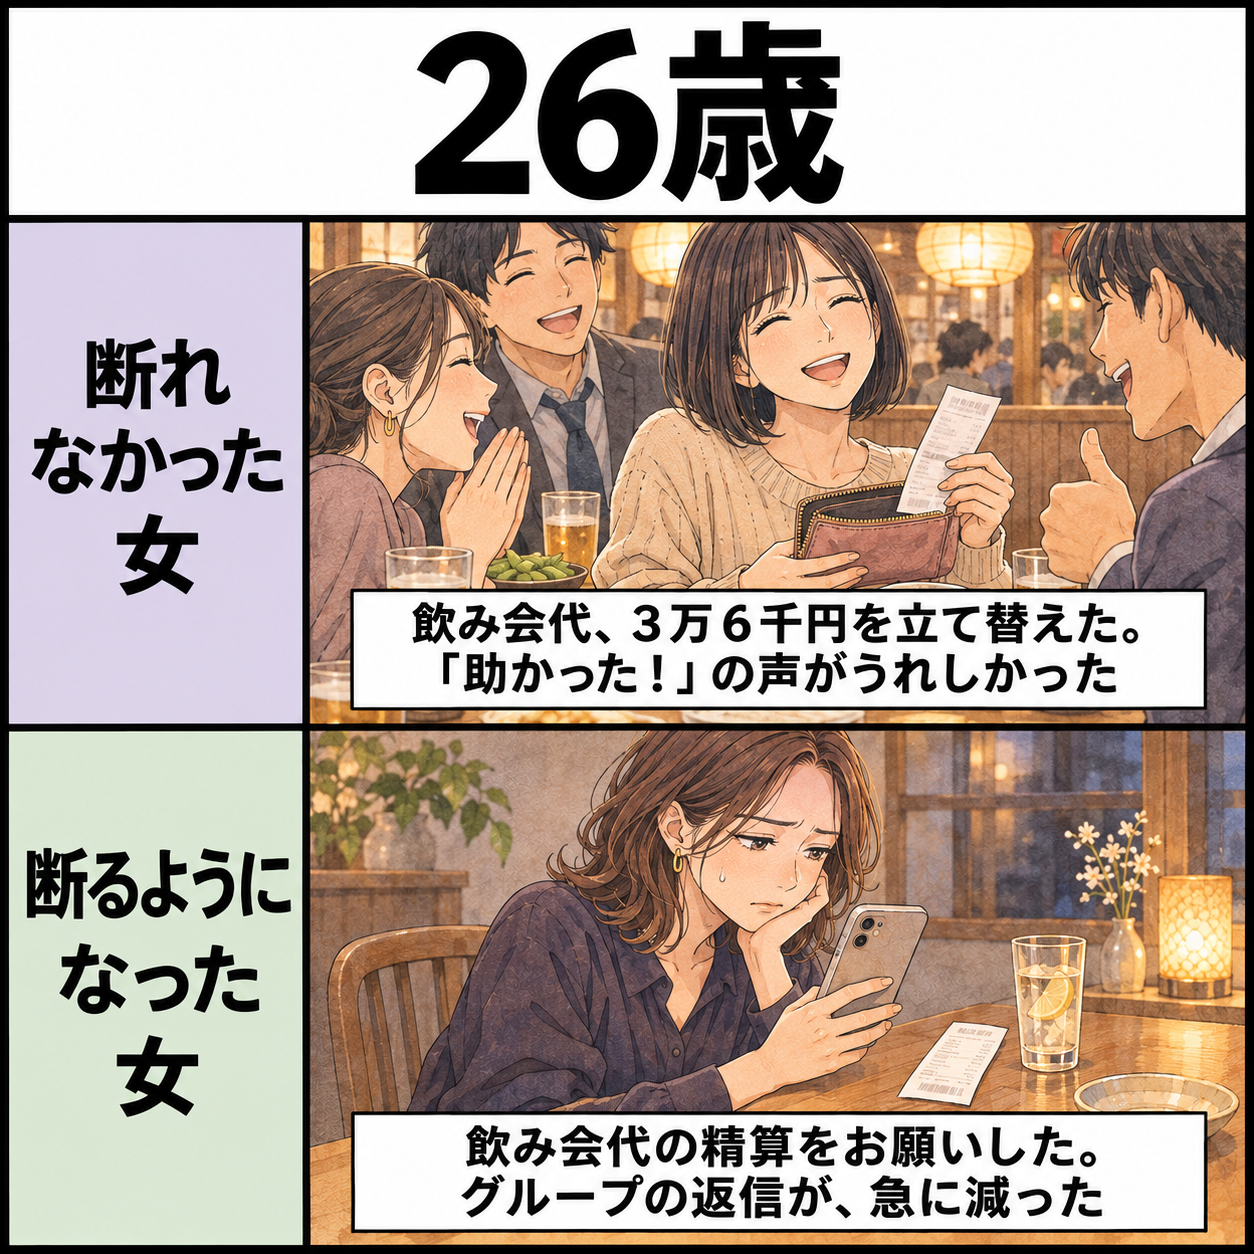 26歳
断れ
なかった
女
飲み会代、３万６千円を立て替えた。
「助かった！」の声がうれしかった
断るように
なった
女
飲み会代の精算をお願いした。
グループの返信が、急に減った